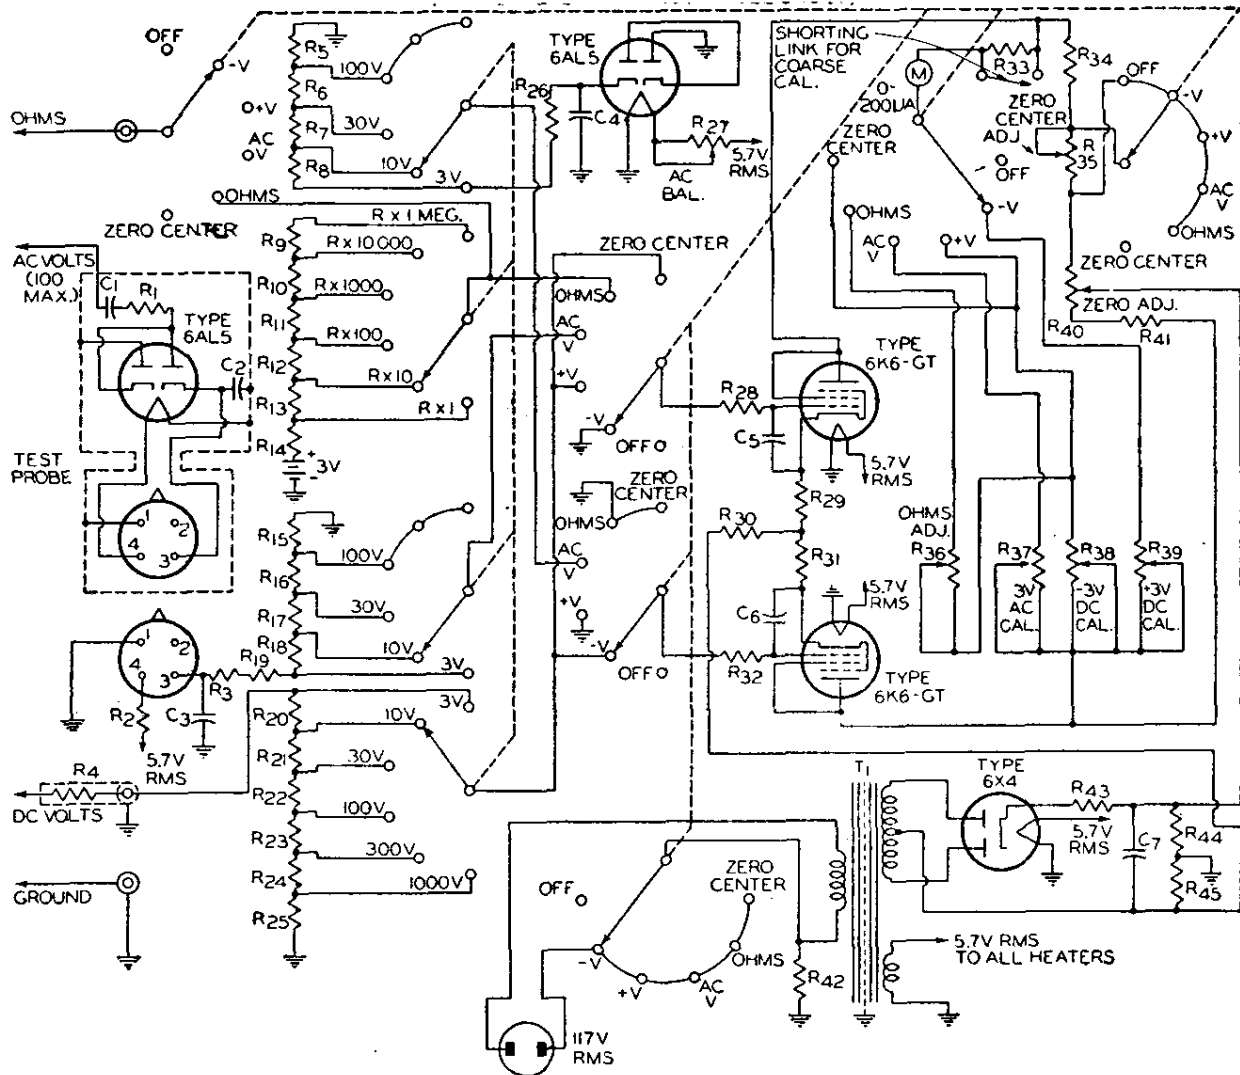 OFF
-V
OHMS
O+V
AC
OV
OHMS
ZERO CENTER
R5
R6
R7
R8
100V
30V
10V
3V
TYPE
6AL5
R26
C4
R27
5.7V
RMS
AC
BAL.
SHORTING
LINK FOR
COARSE
CAL.
M
0-
200UA
R33
R34
ZERO
CENTER
ADJ.
R
35
OFF
-V
+V
AC
V
OHMS
ZERO CENTER
ZERO
CENTER
OFF
-V
OHMS
AC
V
+V
ZERO ADJ.
R40
R41
AC VOLTS
(100
MAX.)
C1
R1
TYPE
6AL5
C2
TEST
PROBE
1
2
4
3
R9
R10
R11
R12
R13
R14
R x 1 MEG.
R x 10000
R x 1000
R x 100
R x 10
R x 1
+
3V
-
ZERO CENTER
OHMS
AC
V
+V
-V
OFF
R28
C5
TYPE
6K6-GT
5.7V
RMS
R29
R30
R31
ZERO
CENTER
OHMS
AC
V
+V
-V
OFF
C6
R32
5.7V
RMS
TYPE
6K6-GT
OHMS
ADJ.
R36
R37
3V
AC
CAL.
R38
-3V
DC
CAL.
R39
+3V
DC
CAL.
R15
R16
R17
R18
100V
30V
10V
3V
1
2
4
3
R3
R19
R2
C3
5.7V
RMS
R4
DC VOLTS
GROUND
R20
R21
R22
R23
R24
R25
3V
10V
30V
100V
300V
1000V
OFF
-V
+V
AC
V
OHMS
ZERO
CENTER
R42
117V
RMS
T1
TYPE
6X4
R43
5.7V
RMS
C7
R44
R45
5.7V RMS
TO ALL HEATERS